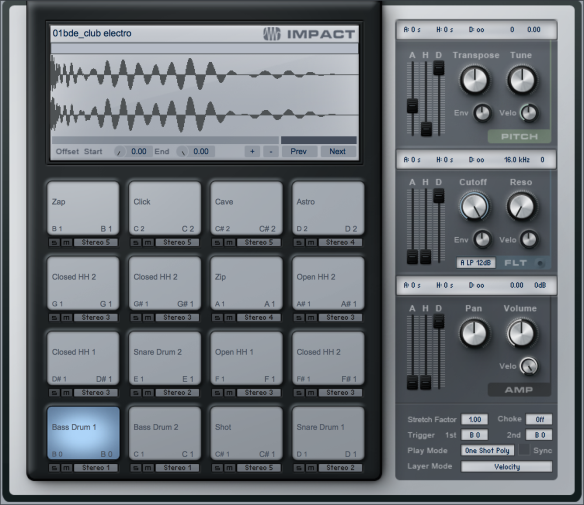 01bde_club electro
IMPACT
Offset Start 0.00 End 0.00 + - Prev Next
Zap Click Cave Astro
B 1 B 1 C 2 C 2 C# 2 C# 2 D 2 D 2
S M Stereo 5 S M Stereo 5 S M Stereo 5 S M Stereo 4
Closed HH 2 Closed HH 2 Zip Open HH 2
G 1 G 1 G# 1 G# 1 A 1 A 1 A# 1 A# 1
S M Stereo 3 S M Stereo 3 S M Stereo 4 S M Stereo 3
Closed HH 1 Snare Drum 2 Open HH 1 Closed HH 2
D# 1 D# 1 E 1 E 1 F 1 F 1 F# 1 F# 1
S M Stereo 3 S M Stereo 2 S M Stereo 3 S M Stereo 3
Bass Drum 1 Bass Drum 2 Shot Snare Drum 1
B 0 B 0 C 1 C 1 C# 1 C# 1 D 1 D 1
S M Stereo 1 S M Stereo 1 S M Stereo 5 S M Stereo 2
A: 0 s H: 0 s D: oo 0 0.00
A H D Transpose Tune
Env Velo
PITCH
A: 0 s H: 0 s D: oo 16.0 kHz 0
A H D Cutoff Reso
Env Velo
A LP 12dB FLT
A: 0 s H: 0 s D: oo 0.00 0dB
A H D Pan Volume
Velo
AMP
Stretch Factor 1.00 Choke Off
Trigger 1st B 0 2nd B 0
Play Mode One Shot Poly Sync
Layer Mode Velocity